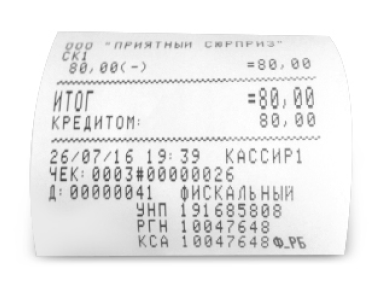 ООО "ПРИЯТНЫЙ СЮРПРИЗ"
СК1
80,00(-) =80,00
ИТОГ =80,00
КРЕДИТОМ: 80,00
26/07/16 19:39 КАССИР1
ЧЕК:0003#00000026
Д:00000041 ФИСКАЛЬНЫЙ
УНП 191685808
РГН 10047648
КСА 10047648 Ф_РБ